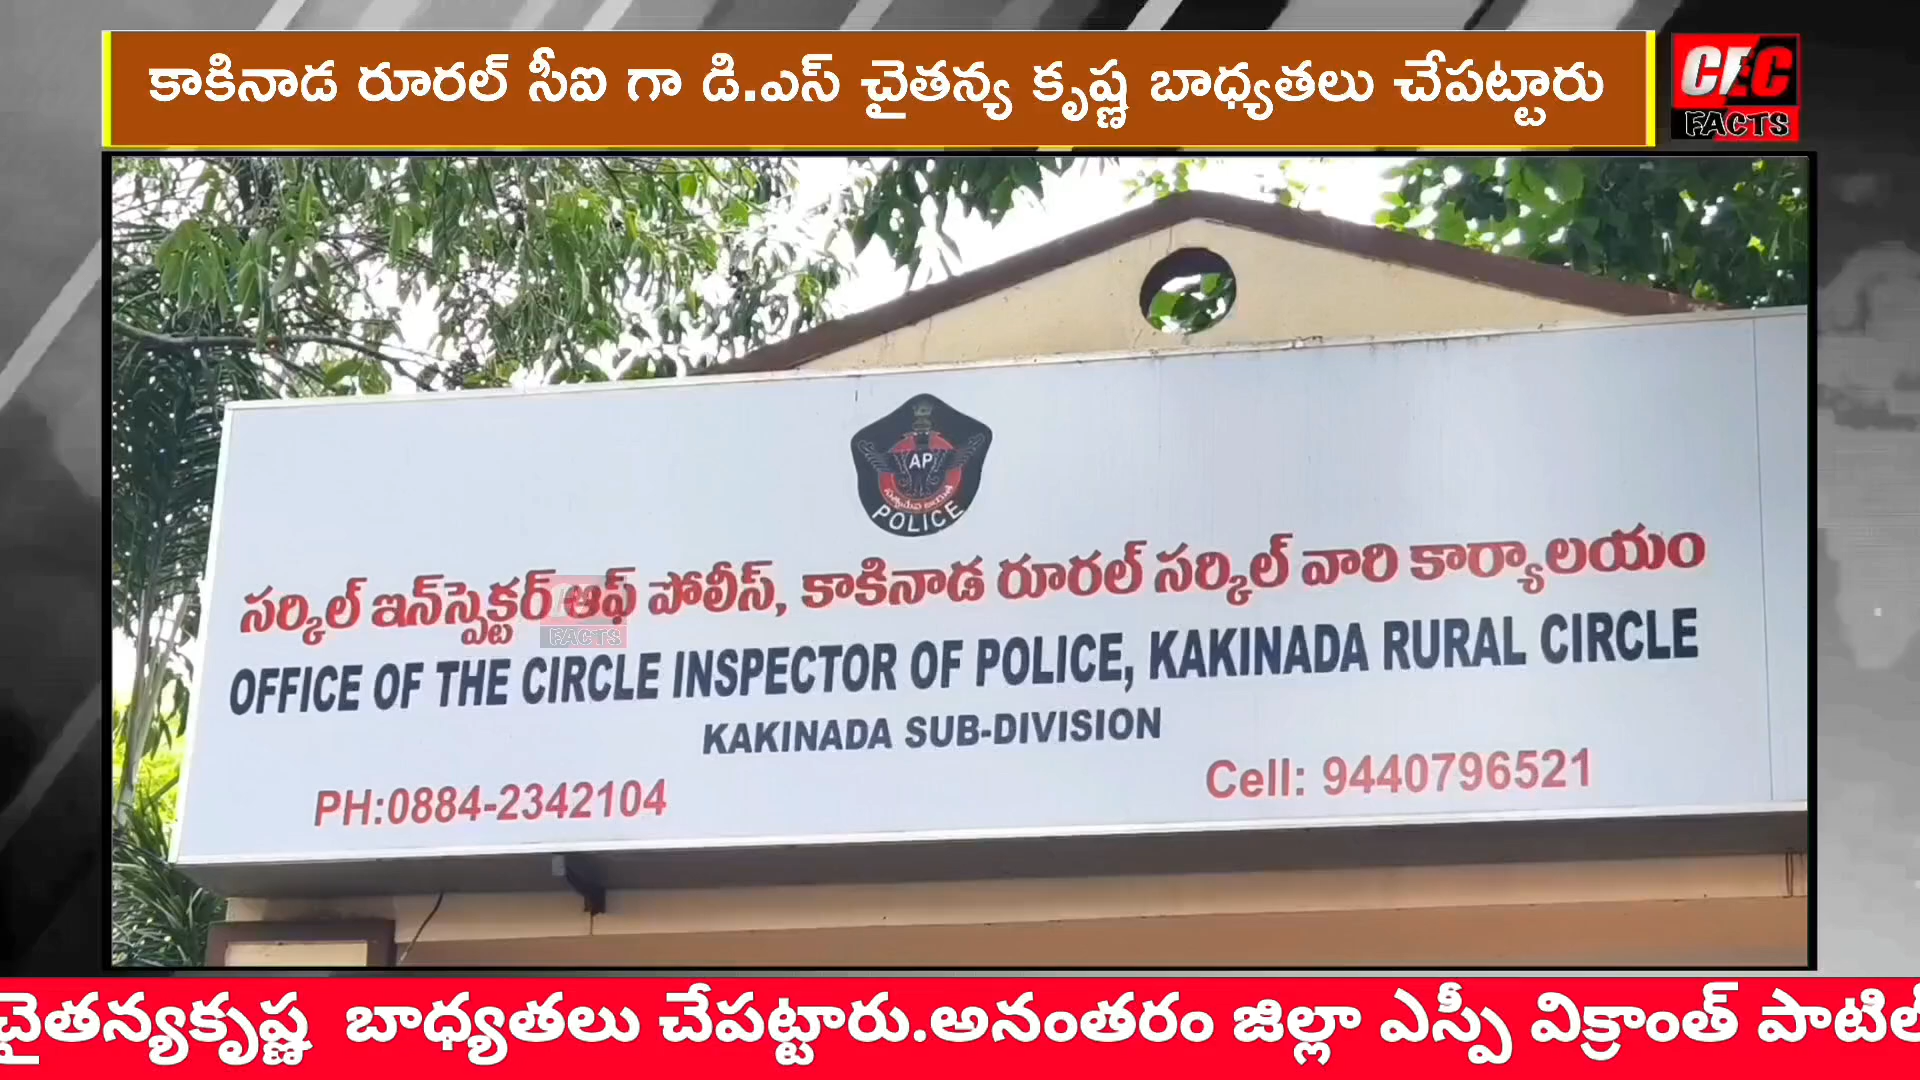 కాకినాడ రూరల్ సీఐ గా డి.ఎస్ చైతన్య కృష్ణ బాధ్యతలు చేపట్టారు
CEC
FACTS
AP
POLICE
సర్కిల్ ఇన్‌స్పెక్టర్ ఆఫ్ పోలీస్, కాకినాడ రూరల్ సర్కిల్ వారి కార్యాలయం
FACTS
OFFICE OF THE CIRCLE INSPECTOR OF POLICE, KAKINADA RURAL CIRCLE
KAKINADA SUB-DIVISION
PH:0884-2342104
Cell: 9440796521
చైతన్యకృష్ణ బాధ్యతలు చేపట్టారు.అనంతరం జిల్లా ఎస్పీ విక్రాంత్ పాటిల్